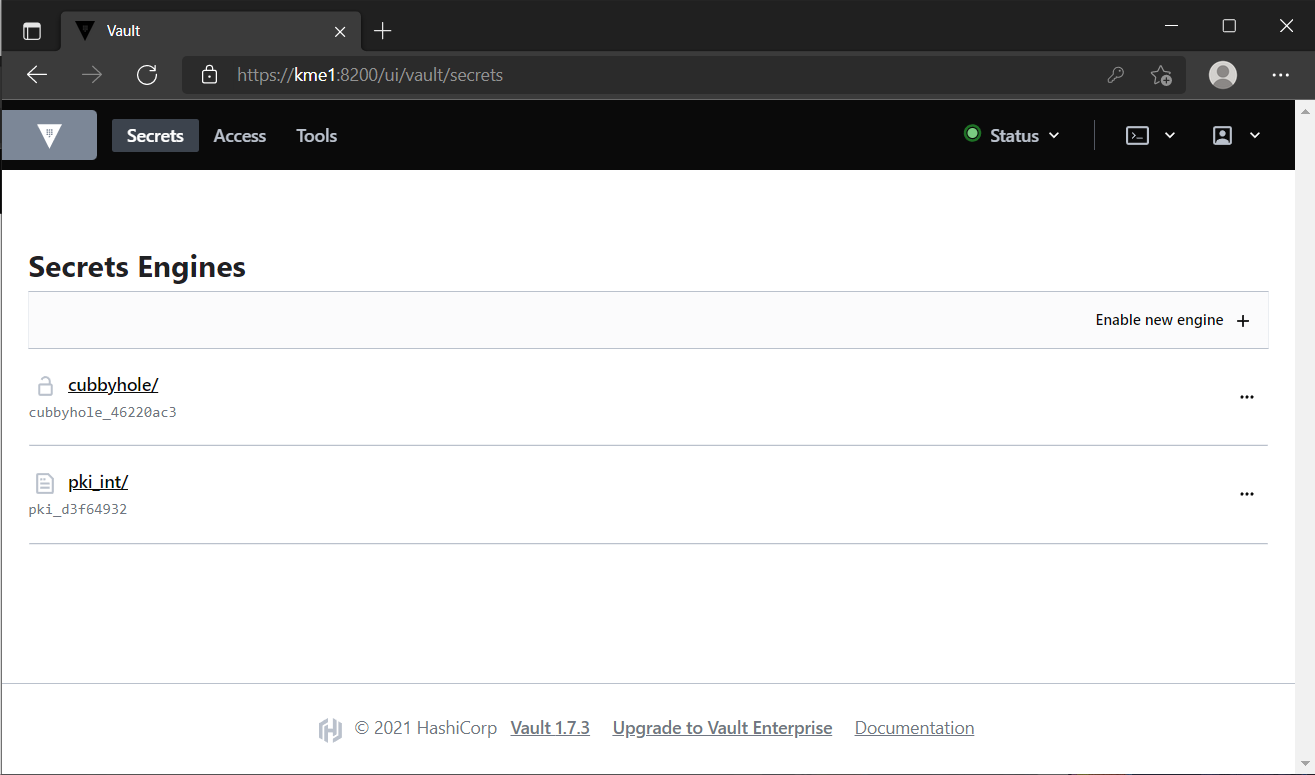 Vault
https://kme1:8200/ui/vault/secrets
Secrets Access Tools Status
Secrets Engines
Enable new engine
cubbyhole/
cubbyhole_46220ac3
pki_int/
pki_d3f64932
© 2021 HashiCorp Vault 1.7.3 Upgrade to Vault Enterprise Documentation